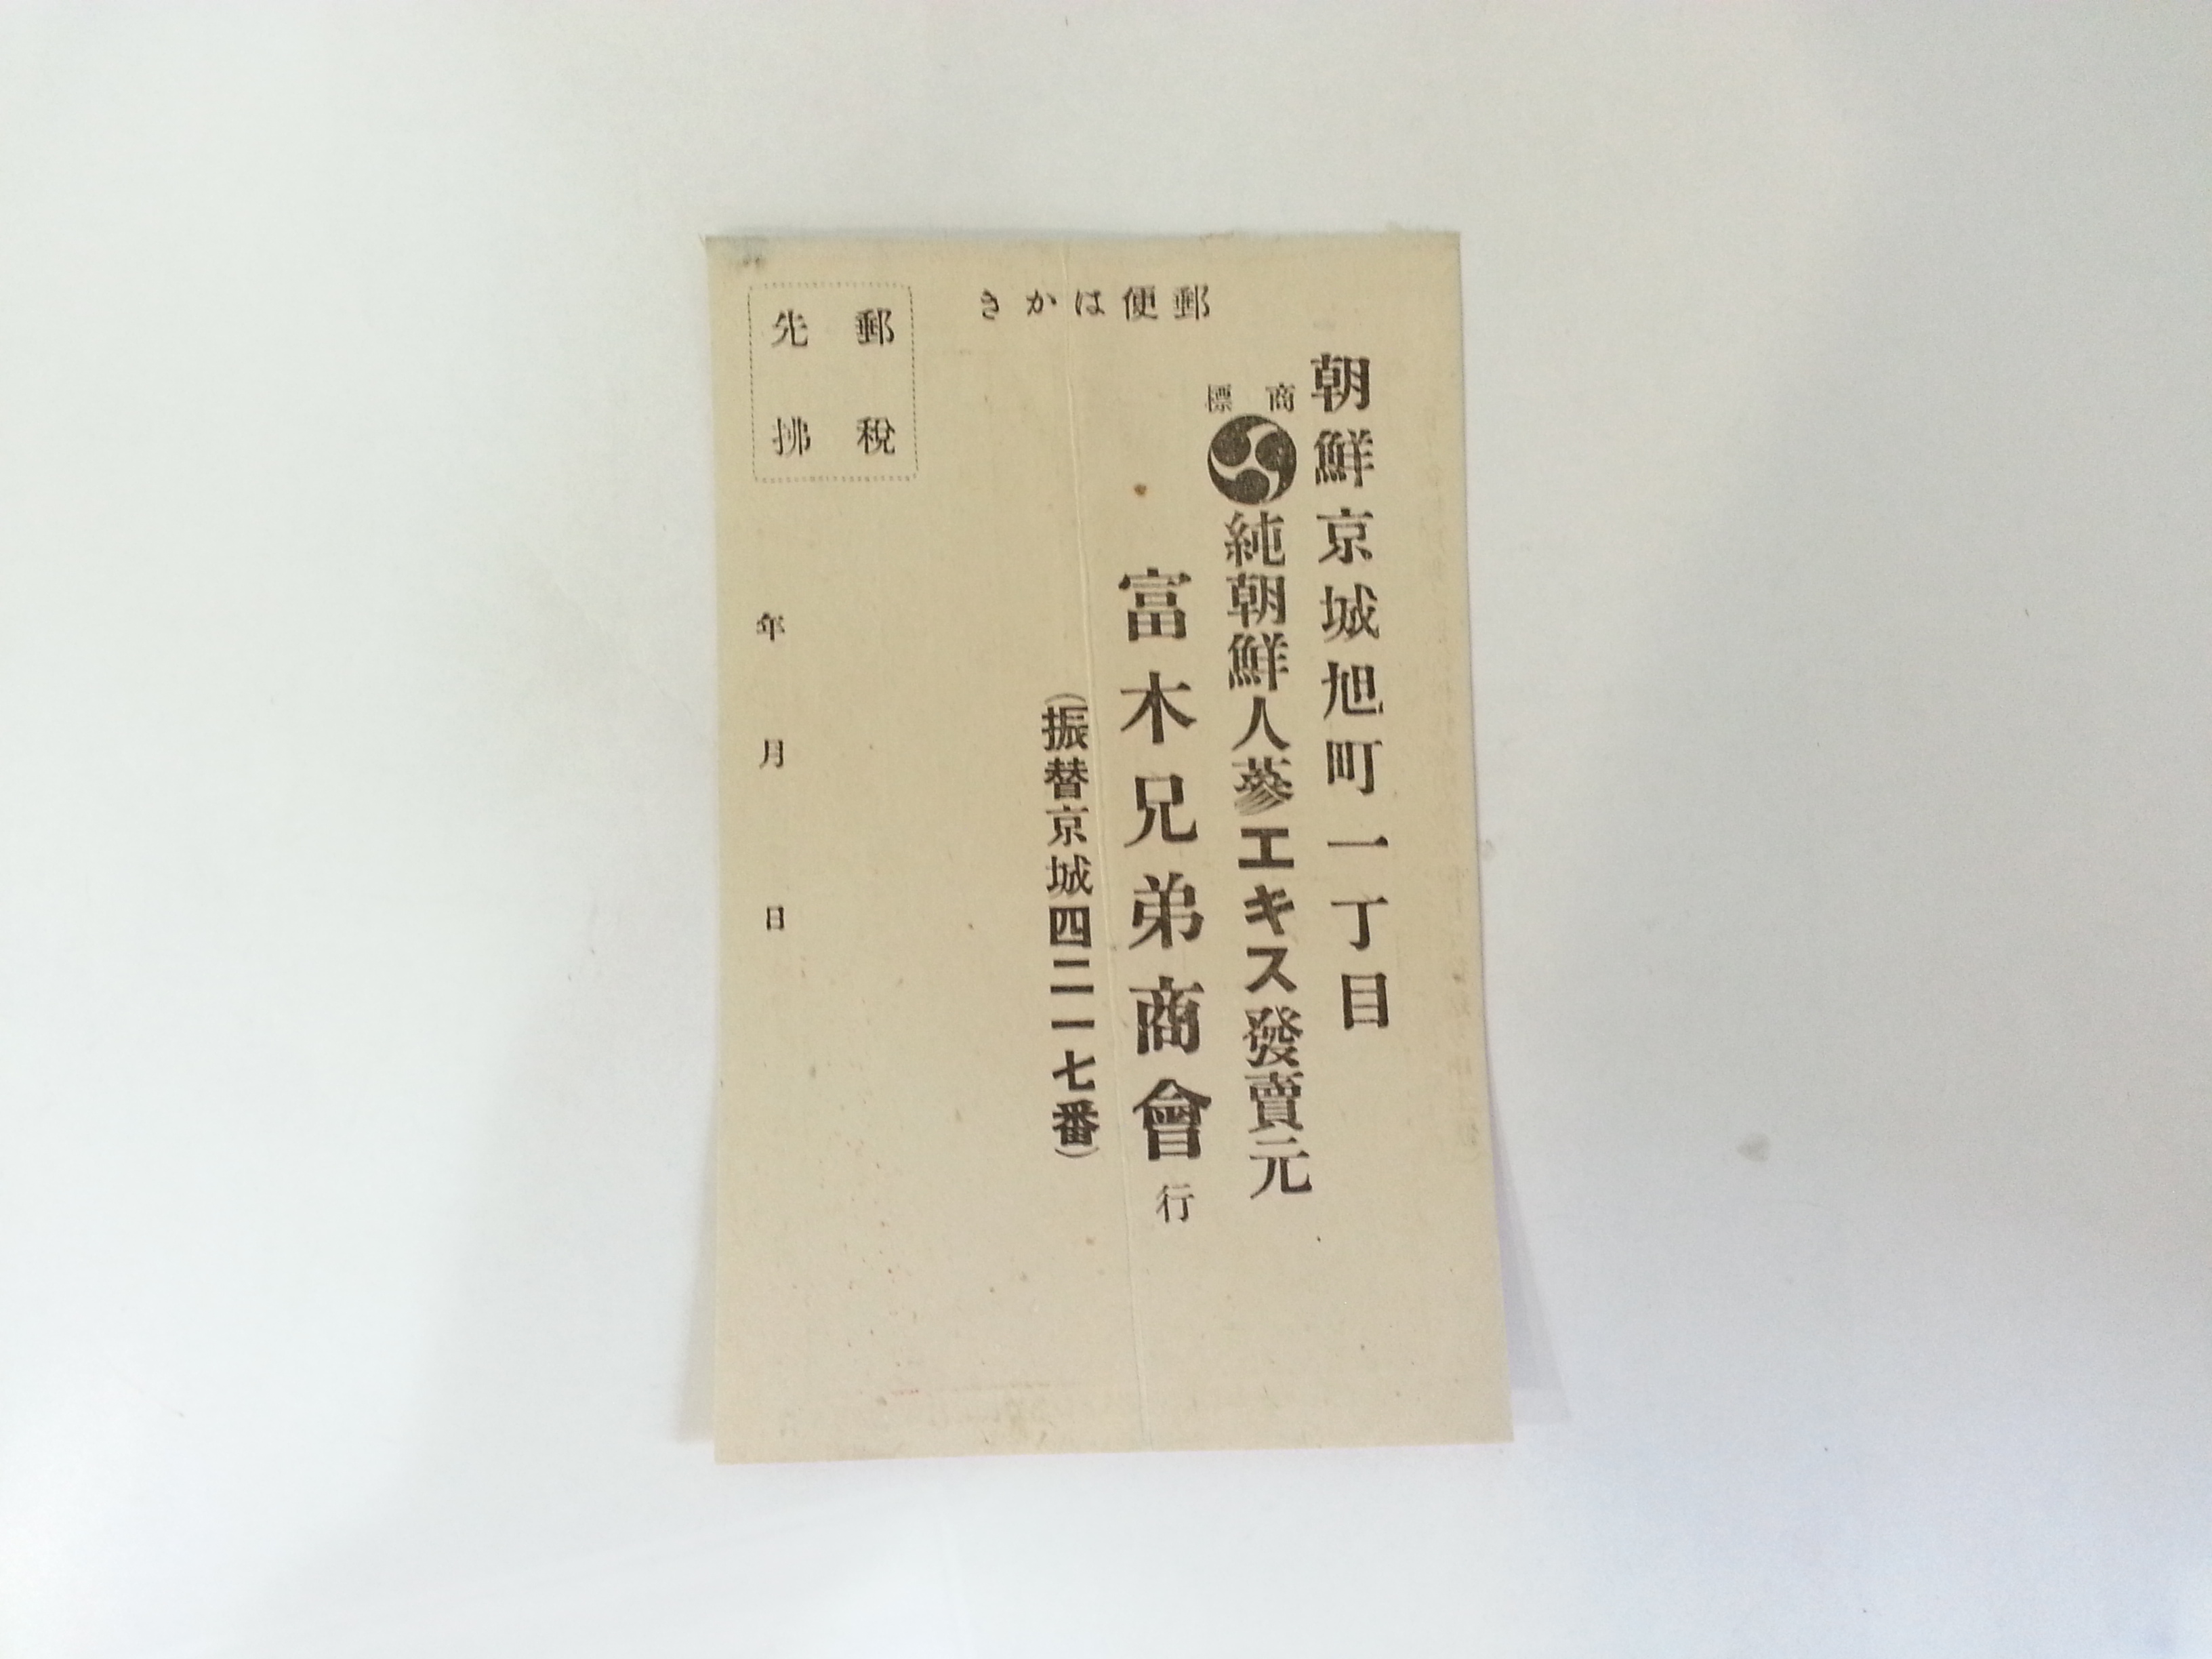 郵便はかき
朝鮮京城旭町一丁目
商標
純朝鮮人蔘エキス發賣元
富木兄弟商會行
(振替京城四二一七番)
郵稅
先拂
年月日